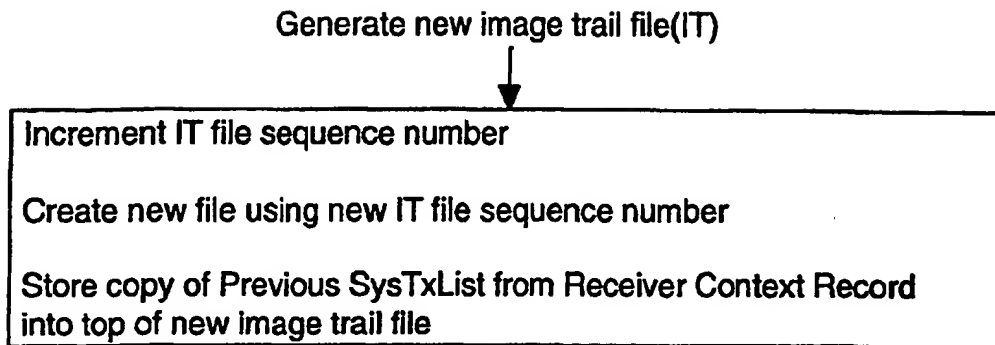 Generate new image trail file(IT)
Increment IT file sequence number
Create new file using new IT file sequence number
Store copy of Previous SysTxList from Receiver Context Record
into top of new image trail file